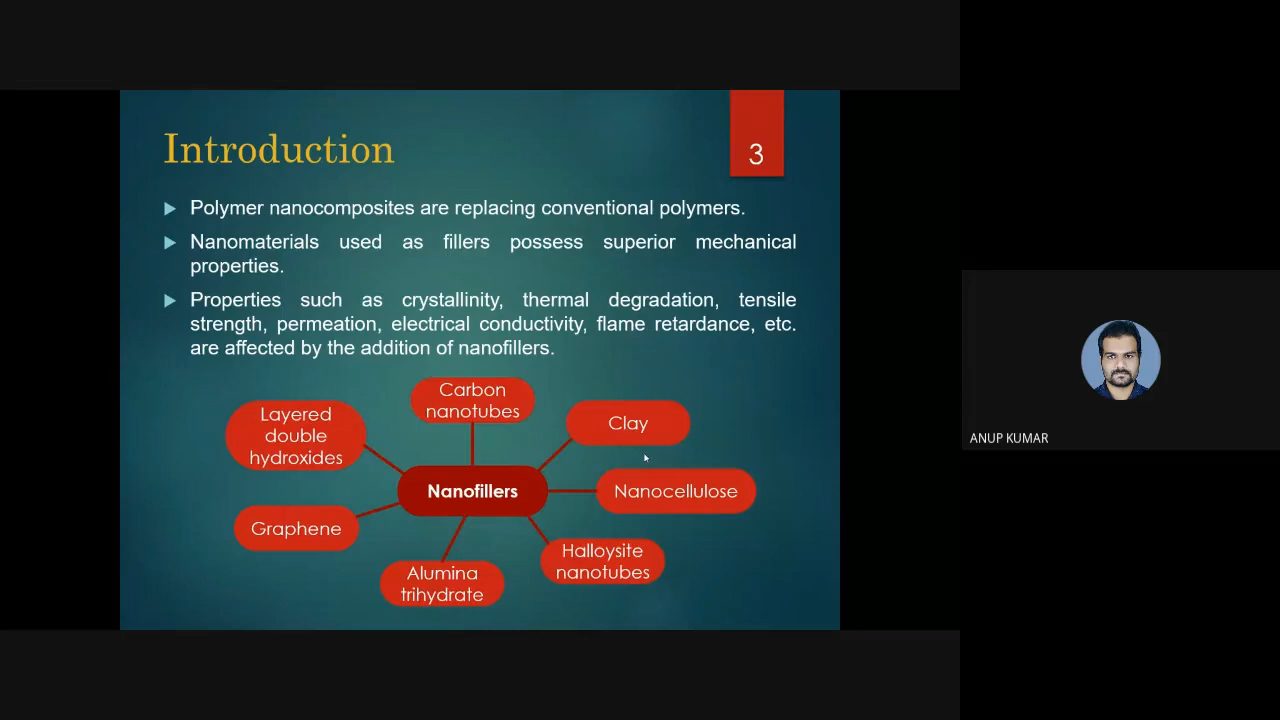 Introduction
3
Polymer nanocomposites are replacing conventional polymers.
Nanomaterials used as fillers possess superior mechanical
properties.
Properties such as crystallinity, thermal degradation, tensile
strength, permeation, electrical conductivity, flame retardance, etc.
are affected by the addition of nanofillers.
Carbon
nanotubes
Layered
double
hydroxides
Clay
Nanofillers
Nanocellulose
Graphene
Halloysite
nanotubes
Alumina
trihydrate
ANUP KUMAR